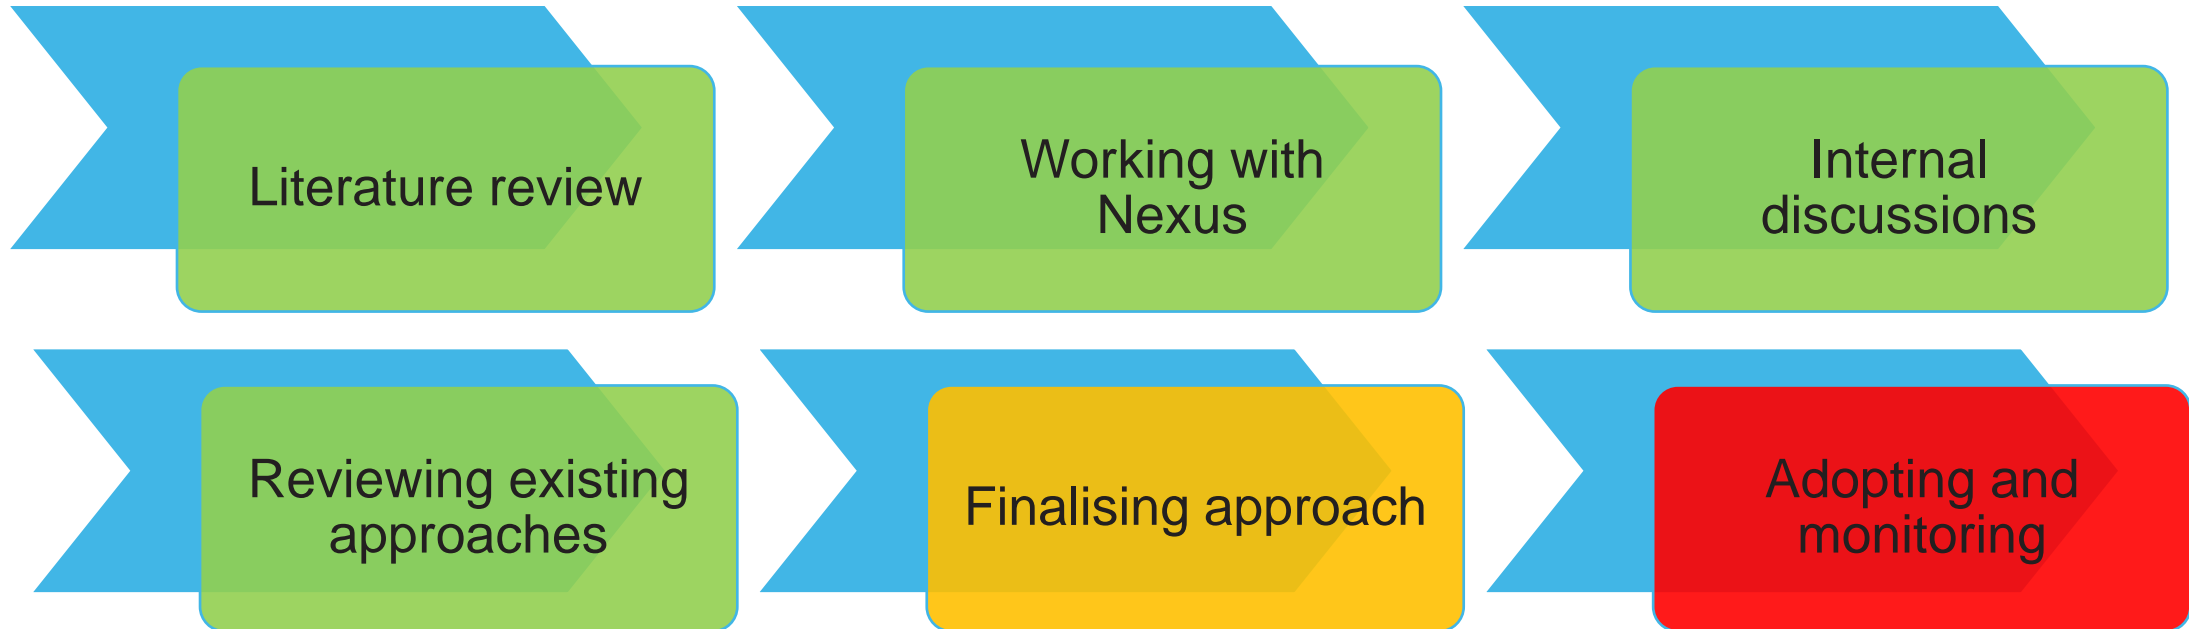 Literature review
Working with
Nexus
Internal
discussions
Reviewing existing
approaches
Finalising approach
Adopting and
monitoring